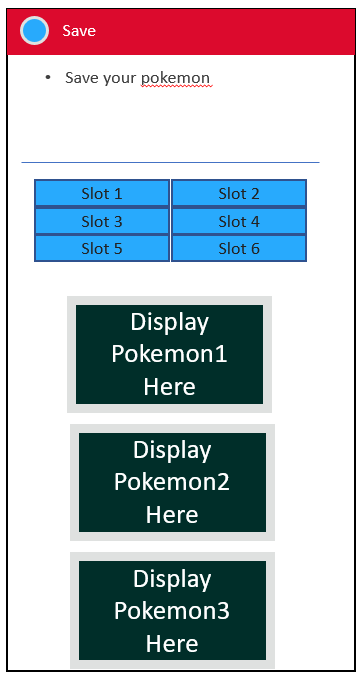 Save
• Save your pokemon
Slot 1 Slot 2
Slot 3 Slot 4
Slot 5 Slot 6
Display
Pokemon1
Here
Display
Pokemon2
Here
Display
Pokemon3
Here